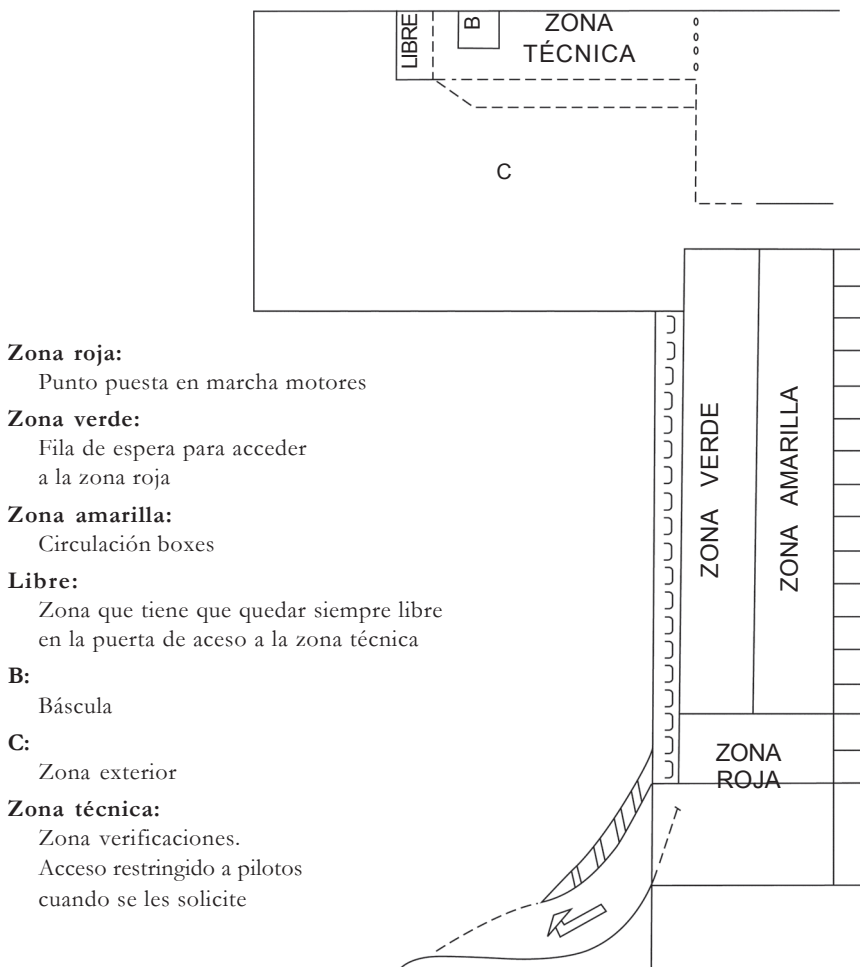 LIBRE
B
ZONA
TÉCNICA
C
Zona roja:
Punto puesta en marcha motores
Zona verde:
Fila de espera para acceder
a la zona roja
Zona amarilla:
Circulación boxes
Libre:
Zona que tiene que quedar siempre libre
en la puerta de aceso a la zona técnica
B:
Báscula
C:
Zona exterior
Zona técnica:
Zona verificaciones.
Acceso restringido a pilotos
cuando se les solicite
ZONA VERDE
ZONA AMARILLA
ZONA
ROJA